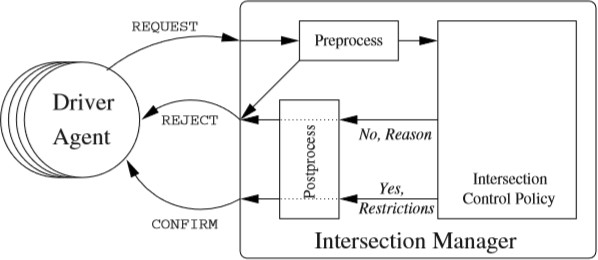 REQUEST
Preprocess
Driver
Agent
REJECT
No, Reason
Postprocess
Yes,
Restrictions
Intersection
Control Policy
CONFIRM
Intersection Manager